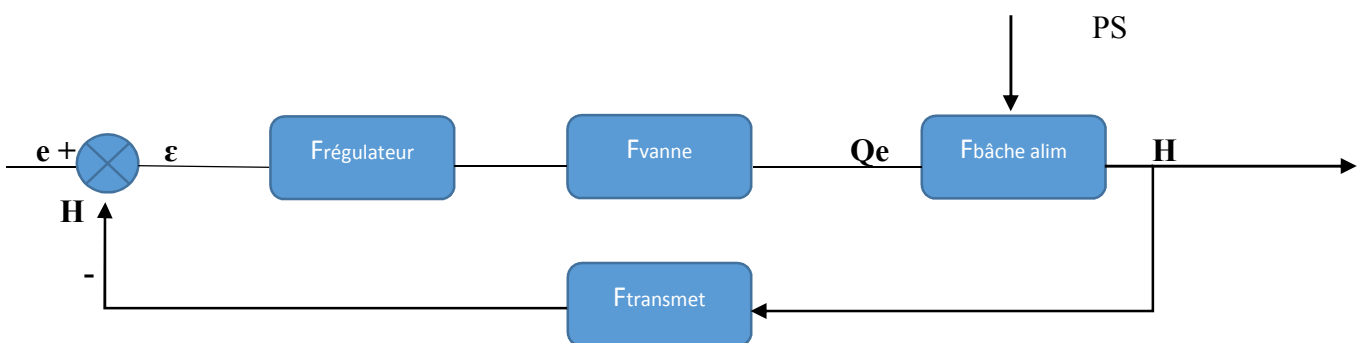 PS
e + ε Frégulateur Fvanne Qe Fbâche alim H
H
-
Ftransmet